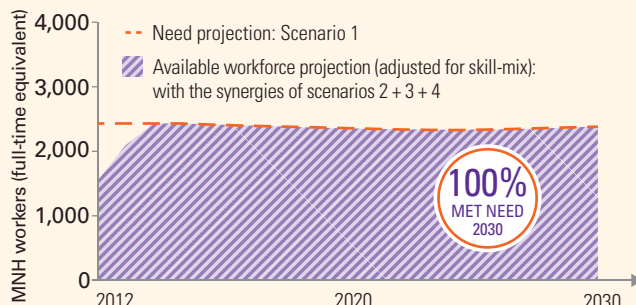 MNH workers (full-time equivalent)
4,000
3,000
2,000
1,000
0
Need projection: Scenario 1
Available workforce projection (adjusted for skill-mix):
with the synergies of scenarios 2 + 3 + 4
100%
MET NEED
2030
2012
2020
2030